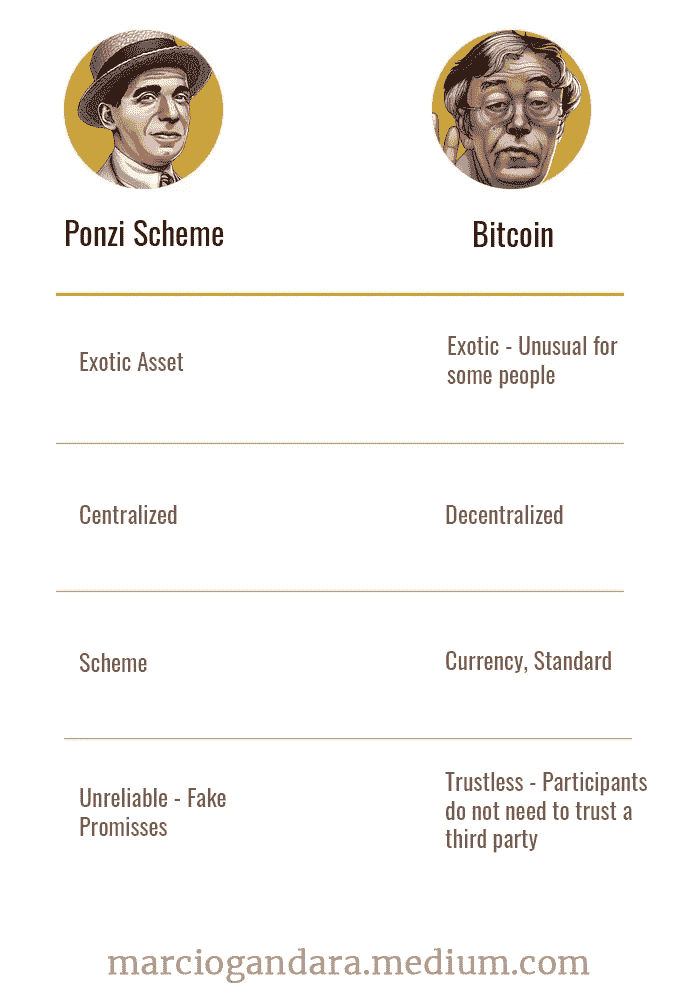 Ponzi Scheme
Bitcoin
Exotic Asset
Exotic - Unusual for
some people
Centralized
Decentralized
Scheme
Currency, Standard
Unreliable - Fake
Promisses
Trustless - Participants
do not need to trust a
third party
marciogandara.medium.com